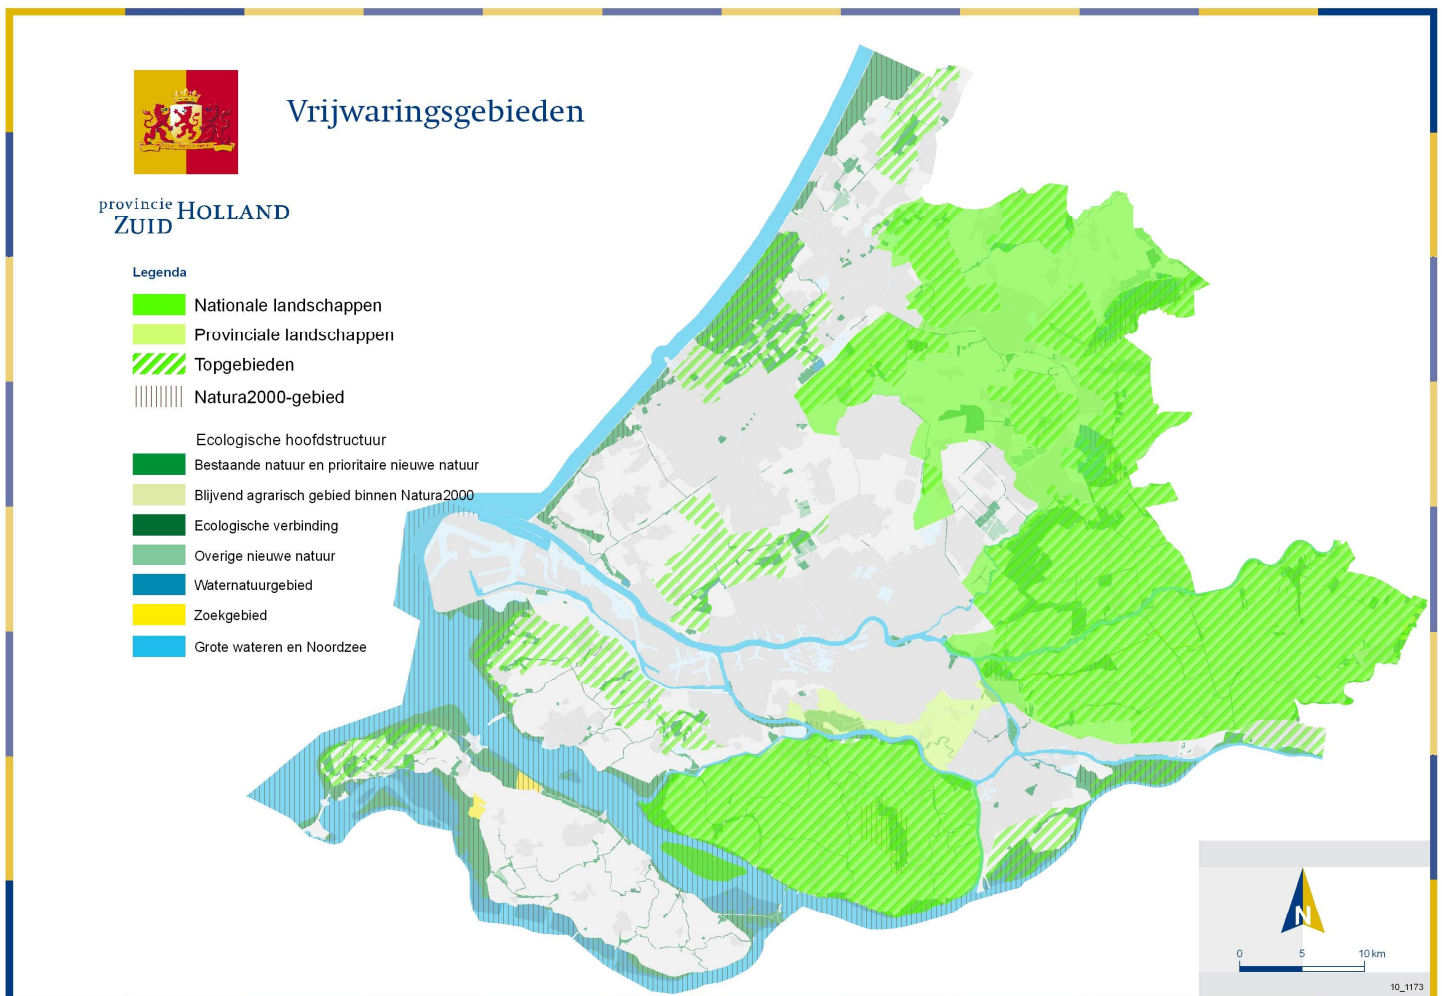 Vrijwaringsgebieden
provincie
ZUID HOLLAND
Legenda
Nationale landschappen
Provinciale landschappen
Topgebieden
Natura2000-gebied
Ecologische hoofdstructuur
Bestaande natuur en prioritaire nieuwe natuur
Blijvend agrarisch gebied binnen Natura2000
Ecologische verbinding
Overige nieuwe natuur
Waternatuurgebied
Zoekgebied
Grote wateren en Noordzee
N
0 5 10 km
10_1173